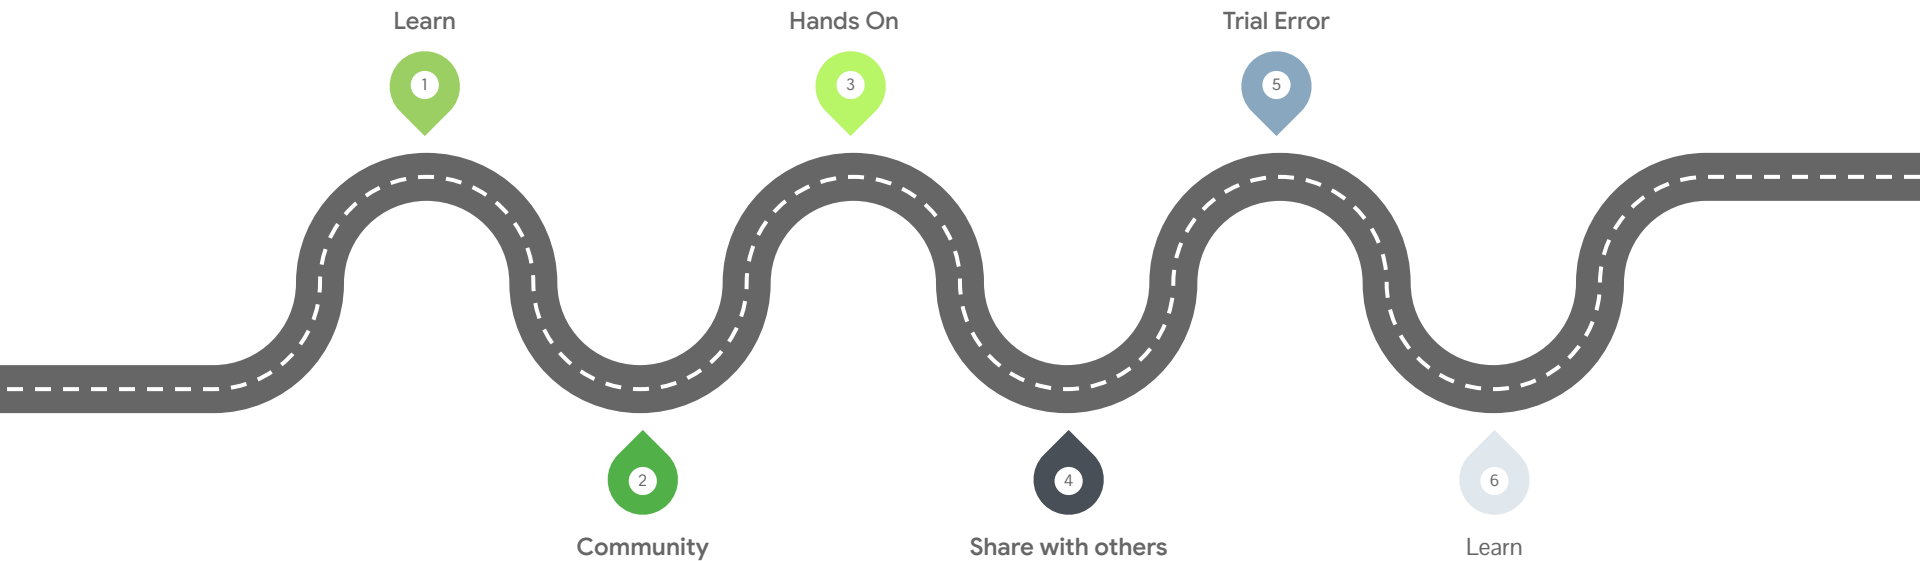 Learn
Hands On
Trial Error
1
3
5
2
4
6
Community
Share with others
Learn